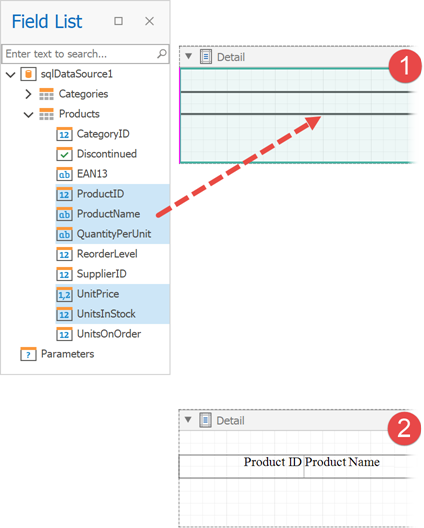 Field List
Enter text to search...
sqlDataSource1
Categories
Products
12 CategoryID
Discontinued
ab EAN13
12 ProductID
ab ProductName
ab QuantityPerUnit
12 ReorderLevel
12 SupplierID
1,2 UnitPrice
12 UnitsInStock
12 UnitsOnOrder
? Parameters
Detail
1
Detail
2
Product ID Product Name